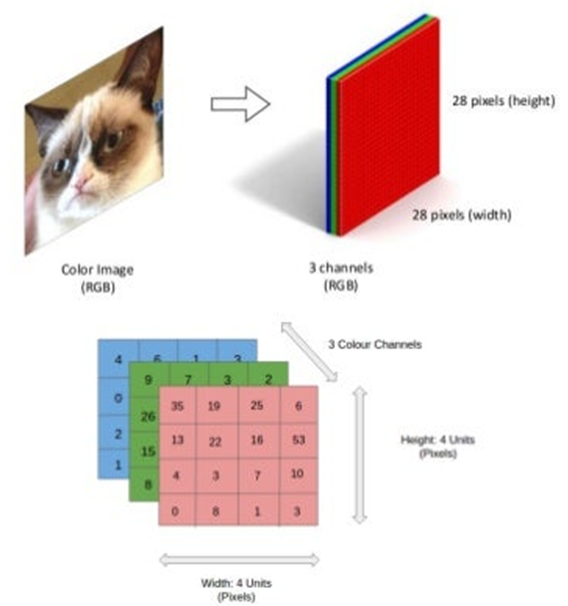 28 pixels (height)
28 pixels (width)
Color Image
(RGB)
3 channels
(RGB)
3 Colour Channels
4 6 1 3
9 7 3 2
0
35 19 25 6
26
13 22 16 53
2
15
4 3 7 10
1
8
0 8 1 3
Height: 4 Units
(Pixels)
Width: 4 Units
(Pixels)